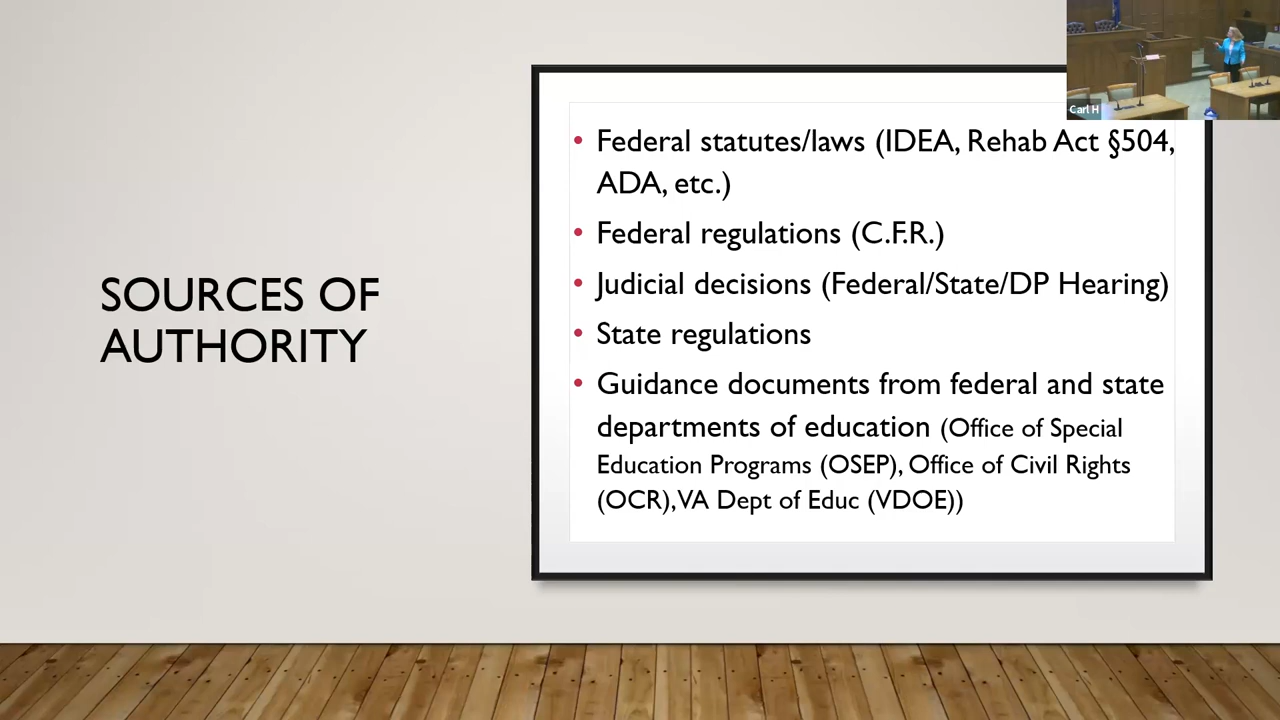 Carl H
SOURCES OF
AUTHORITY
• Federal statutes/laws (IDEA, Rehab Act §504,
ADA, etc.)
• Federal regulations (C.F.R.)
• Judicial decisions (Federal/State/DP Hearing)
• State regulations
• Guidance documents from federal and state
departments of education (Office of Special
Education Programs (OSEP), Office of Civil Rights
(OCR), VA Dept of Educ (VDOE))